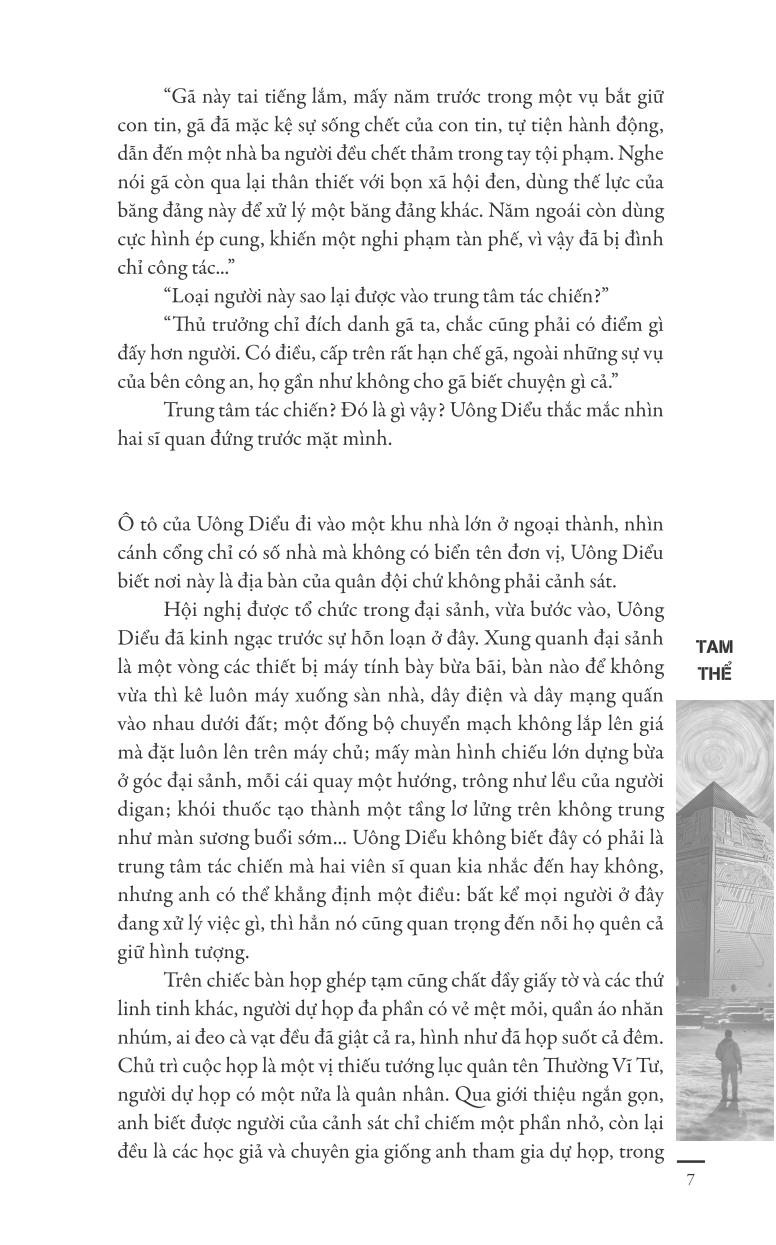 “Gã này tai tiếng lắm, mấy năm trước trong một vụ bắt giữ
con tin, gã đã mặc kệ sự sống chết của con tin, tự tiện hành động,
dẫn đến một nhà ba người đều chết thảm trong tay tội phạm. Nghe
nói gã còn qua lại thân thiết với bọn xã hội đen, dùng thế lực của
băng đảng này để xử lý một băng đảng khác. Năm ngoái còn dùng
cực hình ép cung, khiến một nghi phạm tàn phế, vì vậy đã bị đình
chỉ công tác...”
“Loại người này sao lại được vào trung tâm tác chiến?”
“Thủ trưởng chỉ đích danh gã ta, chắc cũng phải có điểm gì
đấy hơn người. Có điều, cấp trên rất hạn chế gã, ngoài những sự vụ
của bên công an, họ gần như không cho gã biết chuyện gì cả.”
Trung tâm tác chiến? Đó là gì vậy? Uông Diểu thắc mắc nhìn
hai sĩ quan đứng trước mặt mình.
Ô tô của Uông Diểu đi vào một khu nhà lớn ở ngoại thành, nhìn
cánh cổng chỉ có số nhà mà không có biển tên đơn vị, Uông Diểu
biết nơi này là địa bàn của quân đội chứ không phải cảnh sát.
Hội nghị được tổ chức trong đại sảnh, vừa bước vào, Uông
Diểu đã kinh ngạc trước sự hỗn loạn ở đây. Xung quanh đại sảnh
là một vòng các thiết bị máy tính bày bừa bãi, bàn nào để không
vừa thì kê luôn máy xuống sàn nhà, dây điện và dây mạng quấn
vào nhau dưới đất; một đống bộ chuyển mạch không lắp lên giá
mà đặt luôn lên trên máy chủ; mấy màn hình chiếu lớn dựng bừa
ở góc đại sảnh, mỗi cái quay một hướng, trông như lều của người
digan; khói thuốc tạo thành một tầng lơ lửng trên không trung
như màn sương buổi sớm... Uông Diểu không biết đây có phải là
trung tâm tác chiến mà hai viên sĩ quan kia nhắc đến hay không,
nhưng anh có thể khẳng định một điều: bất kể mọi người ở đây
đang xử lý việc gì, thì hẳn nó cũng quan trọng đến nỗi họ quên cả
giữ hình tượng.
Trên chiếc bàn họp ghép tạm cũng chất đầy giấy tờ và các thứ
linh tinh khác, người dự họp đa phần có vẻ mệt mỏi, quần áo nhăn
nhúm, ai đeo cà vạt đều đã giật cả ra, hình như đã họp suốt cả đêm.
Chủ trì cuộc họp là một vị thiếu tướng lục quân tên Thường Vĩ Tư,
người dự họp có một nửa là quân nhân. Qua giới thiệu ngắn gọn,
anh biết được người của cảnh sát chỉ chiếm một phần nhỏ, còn lại
đều là các học giả và chuyên gia giống anh tham gia dự họp, trong
TAM
THỂ
7